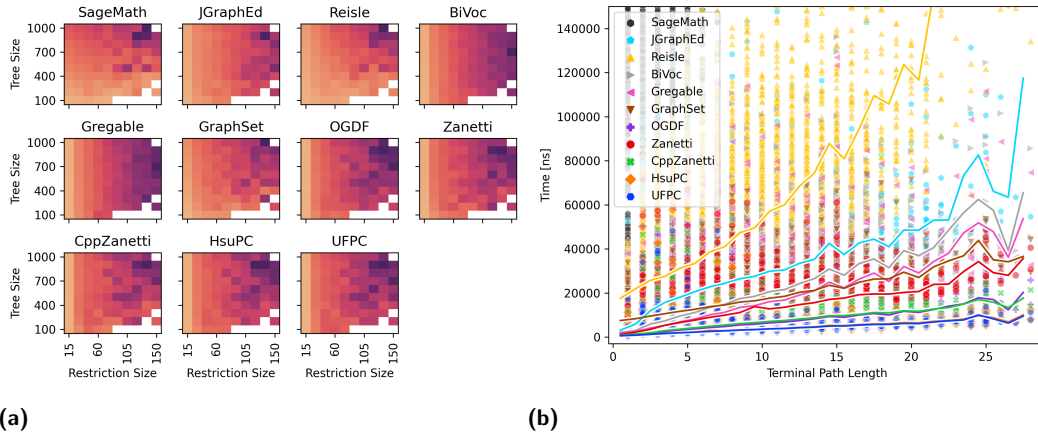 SageMath JGraphEd Reisle BiVoc
Tree Size
1000
700
400
100
Gregable GraphSet OGDF Zanetti
Tree Size
1000
700
400
100
CppZanetti HsuPC UFPC
Tree Size
1000
700
400
100
15 60 105 150 15 60 105 150 15 60 105 150
Restriction Size Restriction Size Restriction Size
(a)
Time [ns]
140000
120000
100000
80000
60000
40000
20000
0
SageMath
JGraphEd
Reisle
BiVoc
Gregable
GraphSet
OGDF
Zanetti
CppZanetti
HsuPC
UFPC
0 5 10 15 20 25
Terminal Path Length
(b)